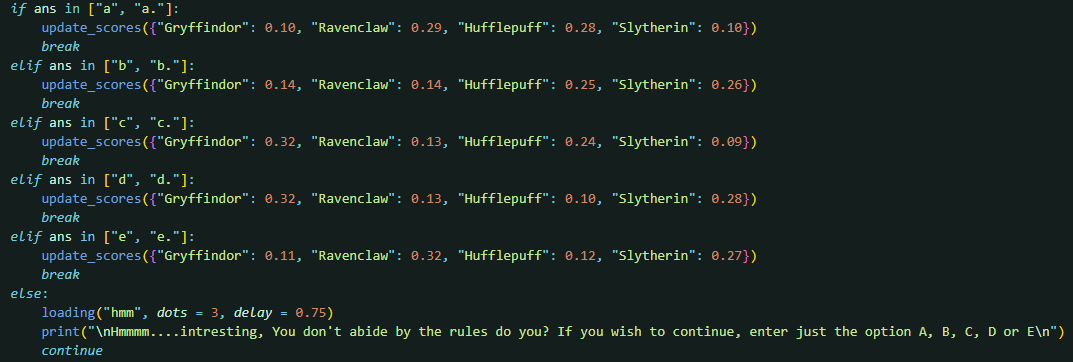 if ans in ["a", "a."]:
    update_scores({"Gryffindor": 0.10, "Ravenclaw": 0.29, "Hufflepuff": 0.28, "Slytherin": 0.10})
    break
elif ans in ["b", "b."]:
    update_scores({"Gryffindor": 0.14, "Ravenclaw": 0.14, "Hufflepuff": 0.25, "Slytherin": 0.26})
    break
elif ans in ["c", "c."]:
    update_scores({"Gryffindor": 0.32, "Ravenclaw": 0.13, "Hufflepuff": 0.24, "Slytherin": 0.09})
    break
elif ans in ["d", "d."]:
    update_scores({"Gryffindor": 0.32, "Ravenclaw": 0.13, "Hufflepuff": 0.10, "Slytherin": 0.28})
    break
elif ans in ["e", "e."]:
    update_scores({"Gryffindor": 0.11, "Ravenclaw": 0.32, "Hufflepuff": 0.12, "Slytherin": 0.27})
    break
else:
    loading("hmm", dots = 3, delay = 0.75)
    print("\nHmmmm....intresting, You don't abide by the rules do you? If you wish to continue, enter just the option A, B, C, D or E\n")
    continue